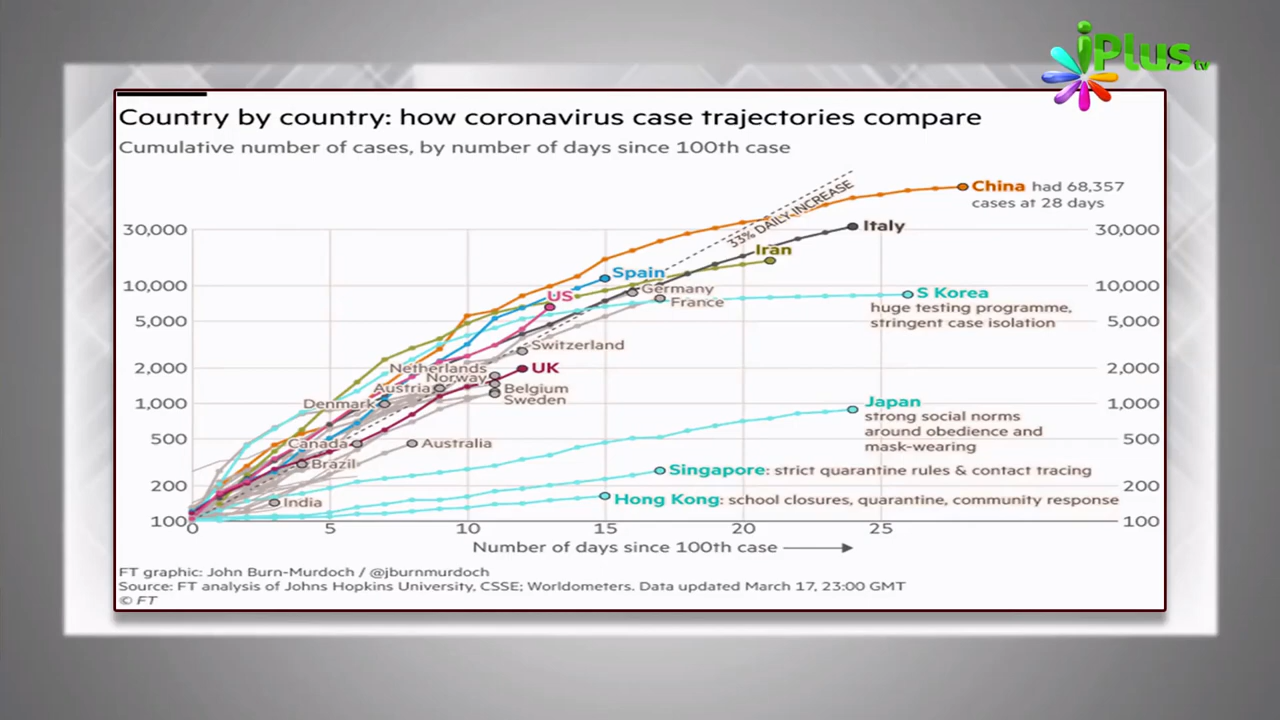 iPlus tv
Country by country: how coronavirus case trajectories compare
Cumulative number of cases, by number of days since 100th case
33% DAILY INCREASE
China had 68,357
cases at 28 days
30,000
Italy
30,000
Iran
Spain
10,000
US
Germany
France
S Korea
10,000
huge testing programme,
stringent case isolation
5,000
5,000
Switzerland
2,000
Netherlands
Norway
UK
2,000
Austria
Belgium
Sweden
1,000
Denmark
Japan
1,000
strong social norms
around obedience and
mask-wearing
500
Canada
Australia
500
Brazil
Singapore: strict quarantine rules & contact tracing
200
200
India
Hong Kong: school closures, quarantine, community response
100
100
0 5 10 15 20 25
Number of days since 100th case
FT graphic: John Burn-Murdoch / @jburnmurdoch
Source: FT analysis of Johns Hopkins University, CSSE; Worldometers. Data updated March 17, 23:00 GMT
© FT